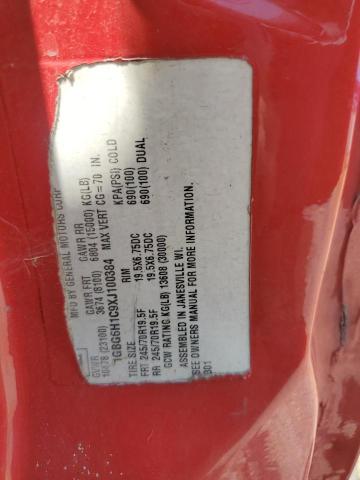 MFD BY GENERAL MOTORS CORP
GVWR GAWR FRT GAWR RR
10478 (23100) 3674 (8100) 6804 (15000) KG(LB)
1GBG6H1C9XJ100384 MAX VERT CG=70 IN.
TIRE SIZE RIM KPA(PSI) COLD
FRT 245/70R19.5F 19.5X6.75DC 690(100)
RR 245/70R19.5F 19.5X6.75DC 690(100) DUAL
GCW RATING KG(LB) 13608 (30000)
ASSEMBLED IN JANESVILLE WI.
SEE OWNERS MANUAL FOR MORE INFORMATION.
B01